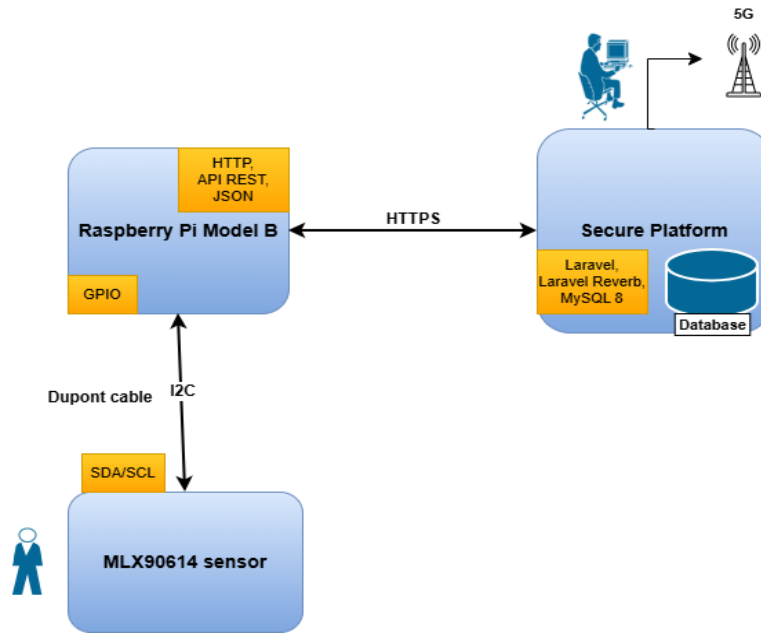 5G
HTTP,
API REST,
JSON
Raspberry Pi Model B
GPIO
HTTPS
Secure Platform
Laravel,
Laravel Reverb,
MySQL 8
Database
Dupont cable
I2C
SDA/SCL
MLX90614 sensor